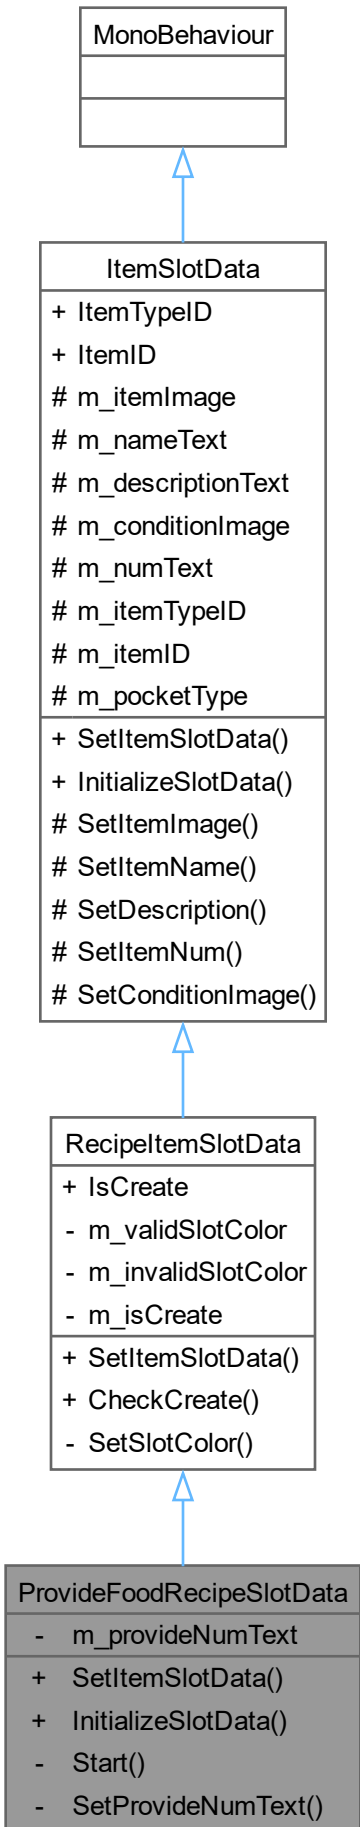 MonoBehaviour
ItemSlotData
+ ItemTypeID
+ ItemID
# m_itemImage
# m_nameText
# m_descriptionText
# m_conditionImage
# m_numText
# m_itemTypeID
# m_itemID
# m_pocketType
+ SetItemSlotData()
+ InitializeSlotData()
# SetItemImage()
# SetItemName()
# SetDescription()
# SetItemNum()
# SetConditionImage()
RecipeItemSlotData
+ IsCreate
- m_validSlotColor
- m_invalidSlotColor
- m_isCreate
+ SetItemSlotData()
+ CheckCreate()
- SetSlotColor()
ProvideFoodRecipeSlotData
- m_provideNumText
+ SetItemSlotData()
+ InitializeSlotData()
- Start()
- SetProvideNumText()